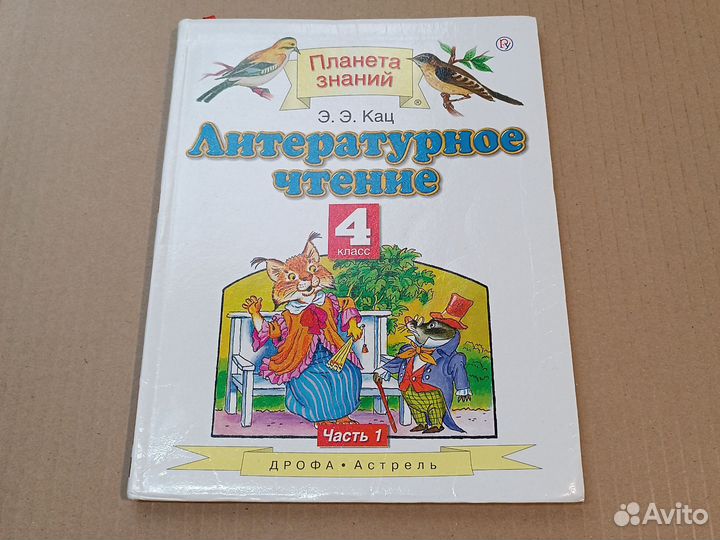 Планета
знаний
®
Э. Э. Кац
Литературное
чтение
4
класс
Часть 1
ДРОФА • Астрель
Avito